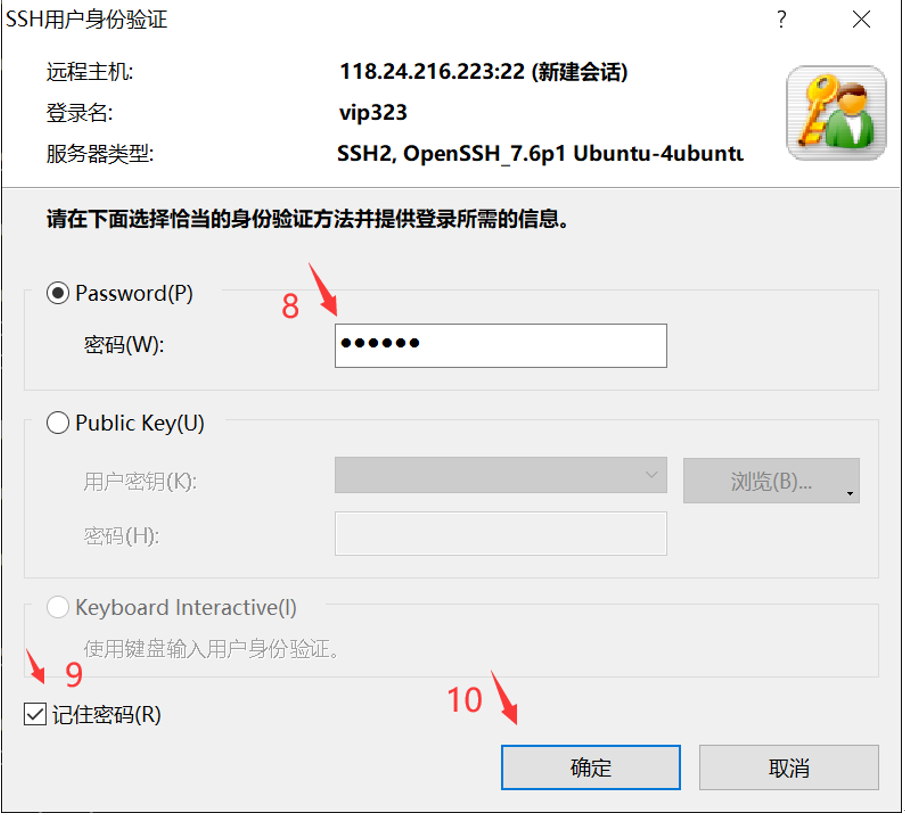 SSH用户身份验证
远程主机: 118.24.216.223:22 (新建会话)
登录名: vip323
服务器类型: SSH2, OpenSSH_7.6p1 Ubuntu-4ubuntu
请在下面选择恰当的身份验证方法并提供登录所需的信息。
Password(P)
8
密码(W): ●●●●●●
Public Key(U)
用户密钥(K): 浏览(B)...
密码(H):
Keyboard Interactive(I)
使用键盘输入用户身份验证。
9
记住密码(R)
10
确定 取消